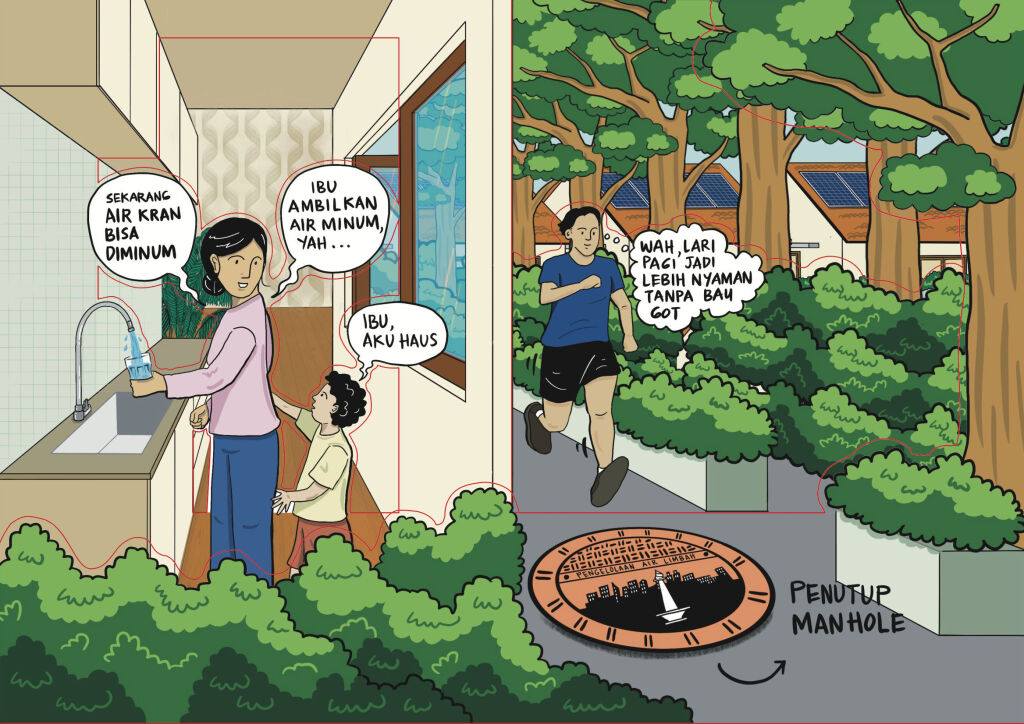 SEKARANG
AIR KRAN
BISA
DIMINUM
IBU
AMBILKAN
AIR MINUM,
YAH...
IBU,
AKU HAUS
WAH, LARI
PAGI JADI
LEBIH NYAMAN
TANPA BAU
GOT
PENGELOLAAN AIR LIMBAH
PENUTUP
MANHOLE